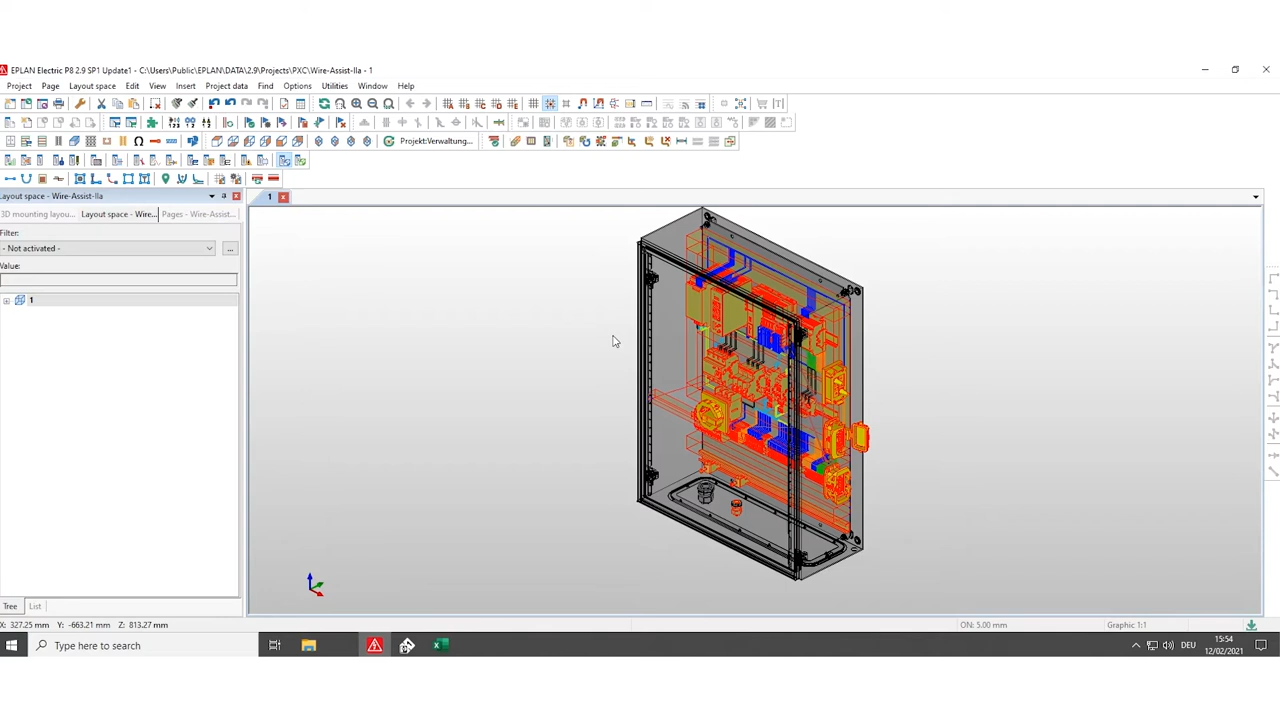 EPLAN Electric P8 2.9 SP1 Update1 - C:\Users\Public\EPLAN\DATA\2.9\Projects\PXC\Wire-Assist-IIa - 1
Project Page Layout space Edit View Insert Project data Find Options Utilities Window Help
Projekt:Verwaltung...
Layout space - Wire-Assist-IIa
1
3D mounting layou... Layout space - Wire... Pages - Wire-Assist...
Filter:
- Not activated -
...
Value:
1
Tree List
X: 327.25 mm Y: -663.21 mm Z: 813.27 mm
ON: 5.00 mm
Graphic 1:1
Type here to search
DEU
15:54
12/02/2021